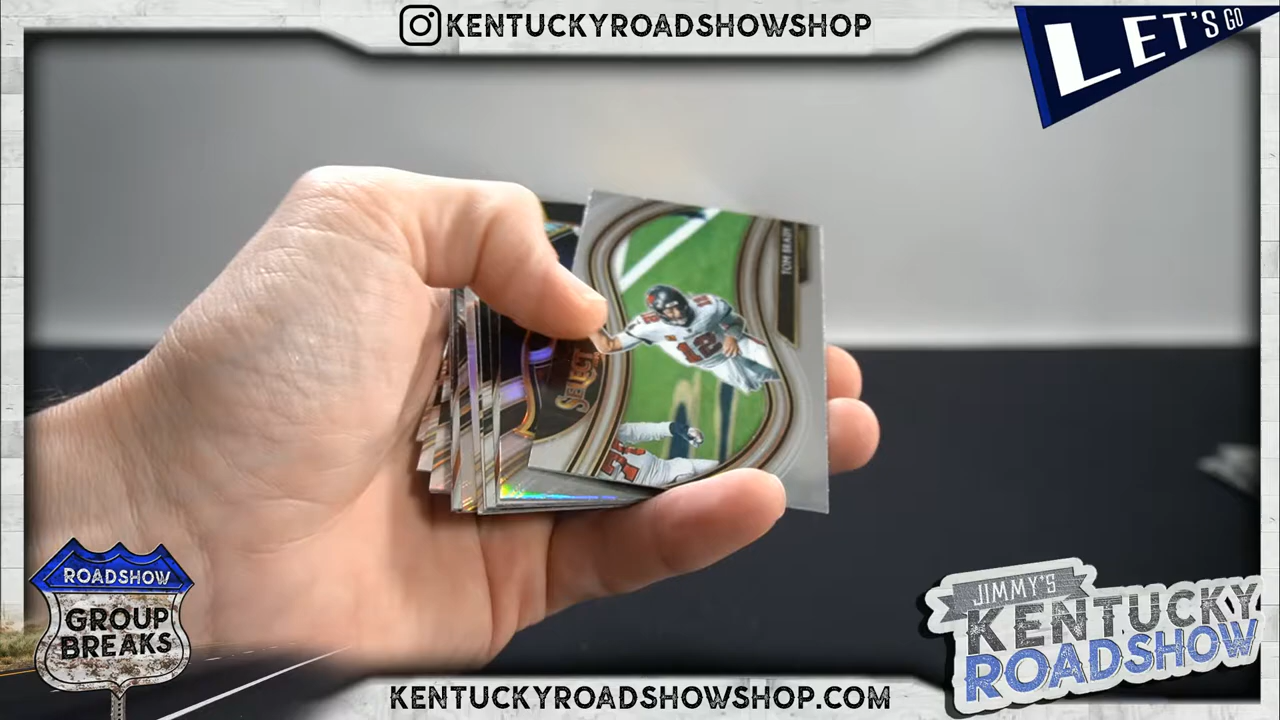 KENTUCKYROADSHOWSHOP
LET'S GO
TOM BRADY
12
SELECT
ROADSHOW
GROUP
BREAKS
JIMMY'S
KENTUCKY
ROADSHOW
KENTUCKYROADSHOWSHOP.COM